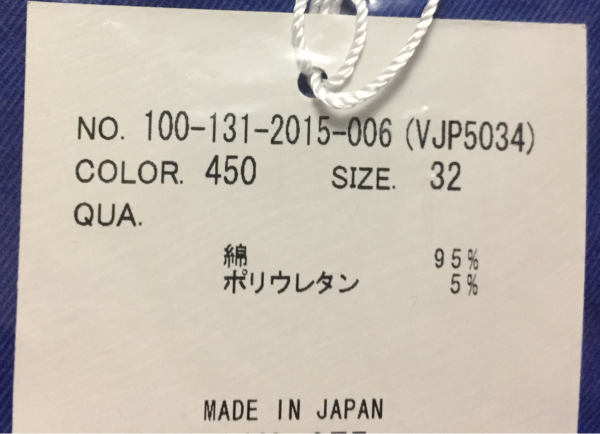 NO. 100-131-2015-006 (VJP5034)
COLOR. 450 SIZE. 32
QUA.
綿 95%
ポリウレタン 5%
MADE IN JAPAN